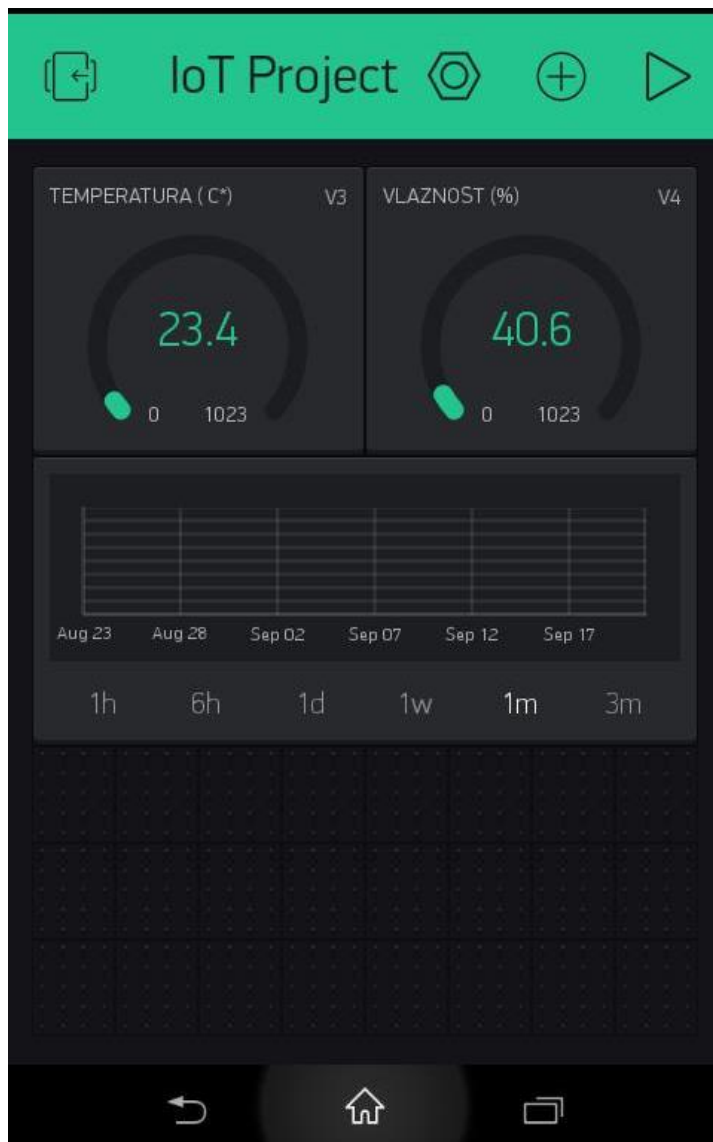 IoT Project
TEMPERATURA ( C*) V3
VLAZNOST (%) V4
23.4
0 1023
40.6
0 1023
Aug 23 Aug 28 Sep 02 Sep 07 Sep 12 Sep 17
1h 6h 1d 1w 1m 3m